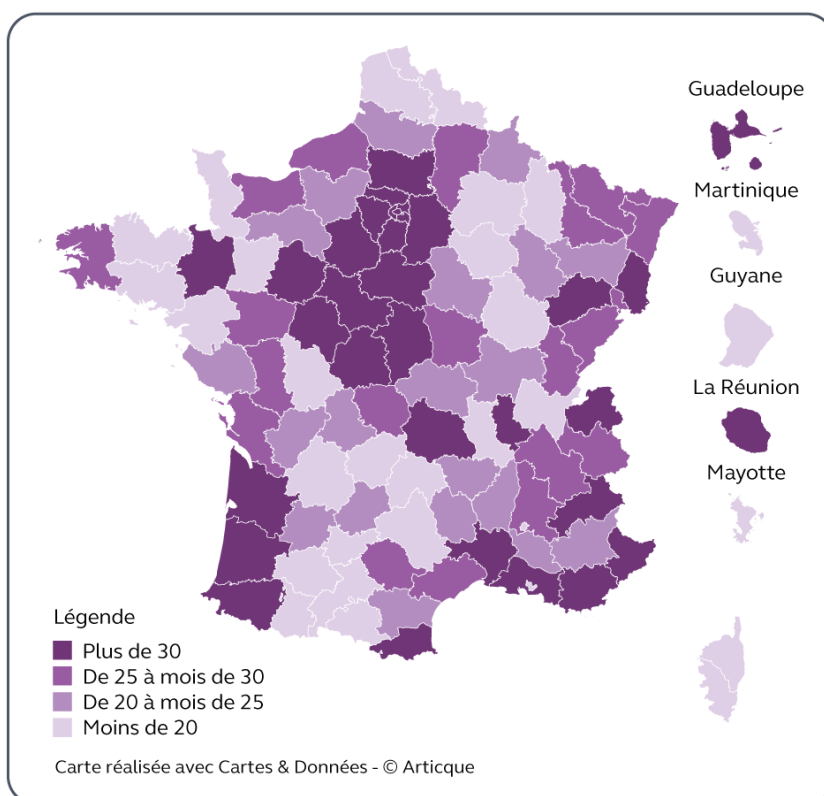 Guadeloupe
Martinique
Guyane
La Réunion
Mayotte
Légende
Plus de 30
De 25 à mois de 30
De 20 à mois de 25
Moins de 20
Carte réalisée avec Cartes & Données - © Articque